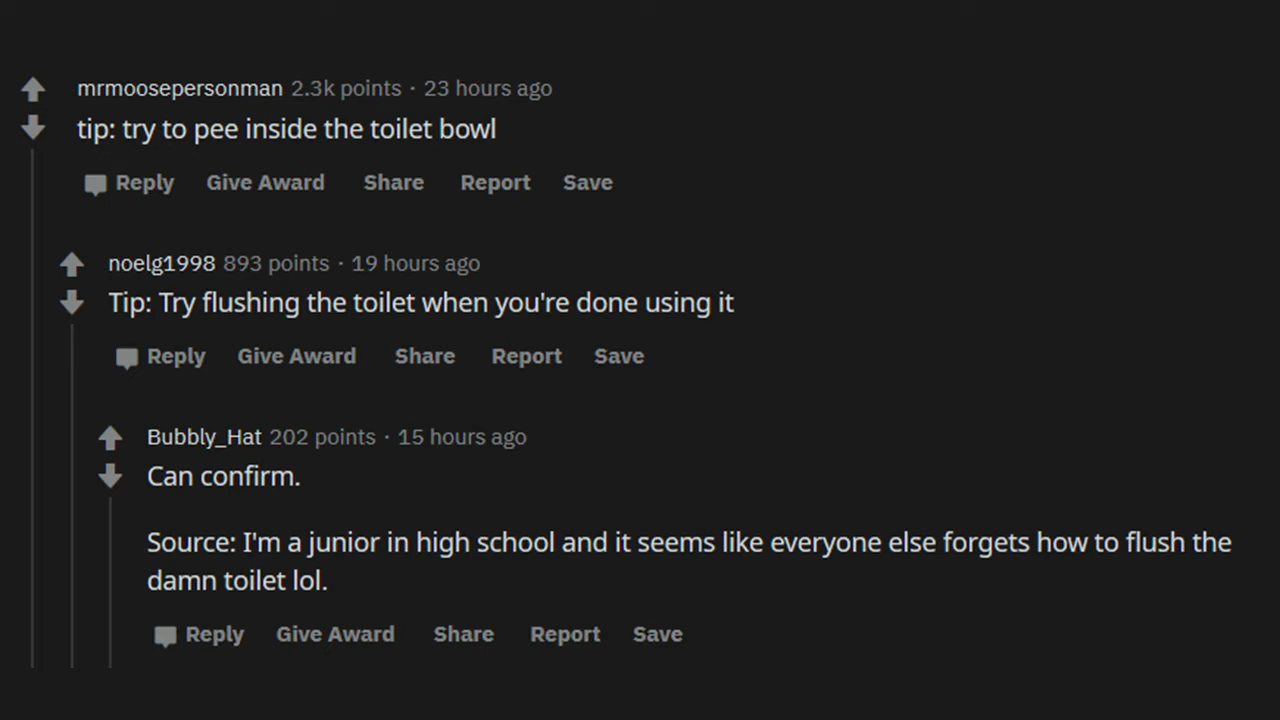 mrmoosepersonman 2.3k points · 23 hours ago
tip: try to pee inside the toilet bowl
Reply Give Award Share Report Save
noelg1998 893 points · 19 hours ago
Tip: Try flushing the toilet when you're done using it
Reply Give Award Share Report Save
Bubbly_Hat 202 points · 15 hours ago
Can confirm.
Source: I'm a junior in high school and it seems like everyone else forgets how to flush the
damn toilet lol.
Reply Give Award Share Report Save